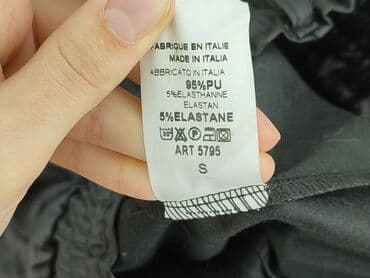 FABRIQUE EN ITALIE
MADE IN ITALIA
FABBRICATO IN ITALIA
95%PU
5%ELASTHANNE
ELASTAN
5%ELASTANE
ART 5795
S